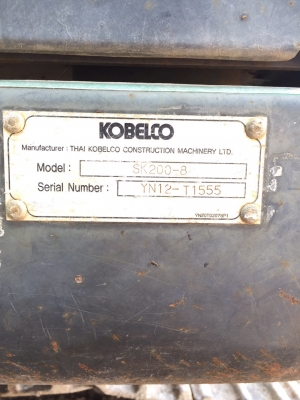 KOBELCO
Manufacturer : THAI KOBELCO CONSTRUCTION MACHINERY LTD.
Model : SK200-8
Serial Number : YN12-T1555